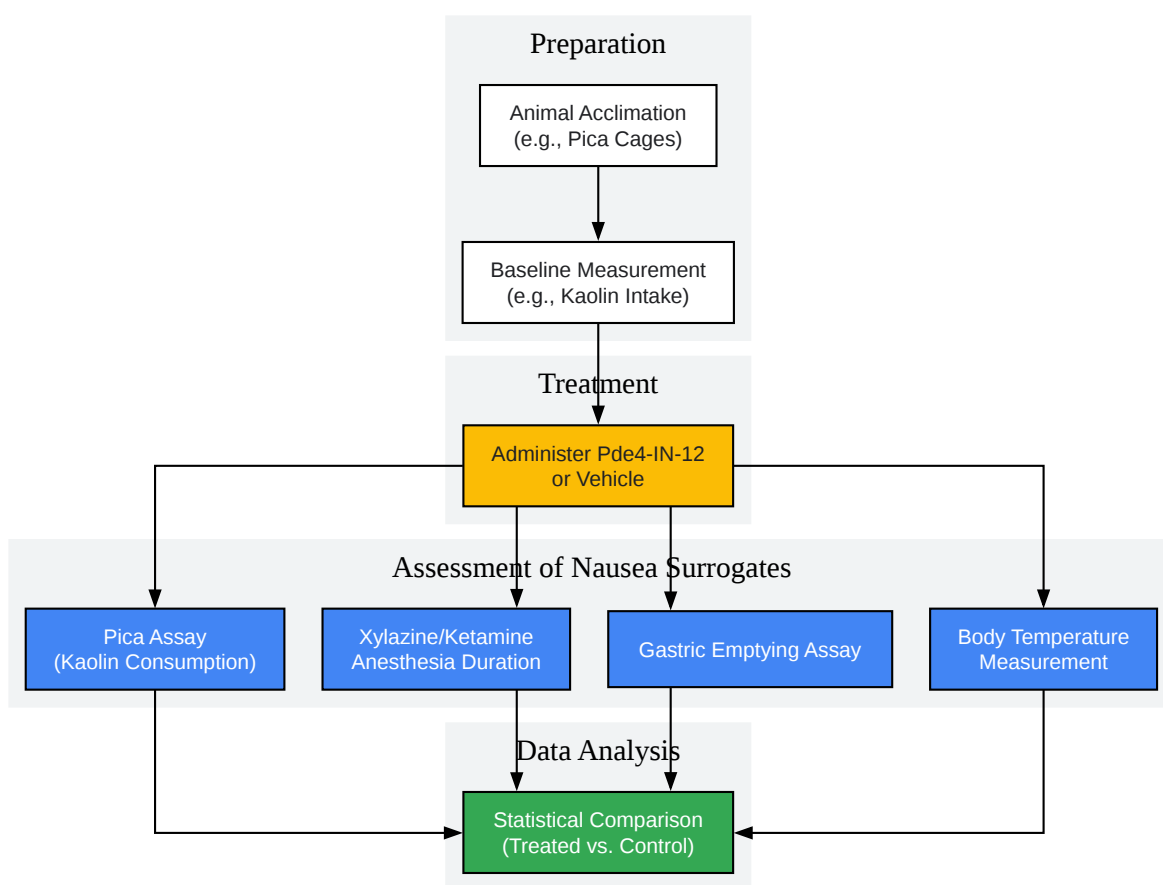 Preparation
Animal Acclimation
(e.g., Pica Cages)
Baseline Measurement
(e.g., Kaolin Intake)
Treatment
Administer Pde4-IN-12
or Vehicle
Assessment of Nausea Surrogates
Pica Assay
(Kaolin Consumption)
Xylazine/Ketamine
Anesthesia Duration
Gastric Emptying Assay
Body Temperature
Measurement
Data Analysis
Statistical Comparison
(Treated vs. Control)